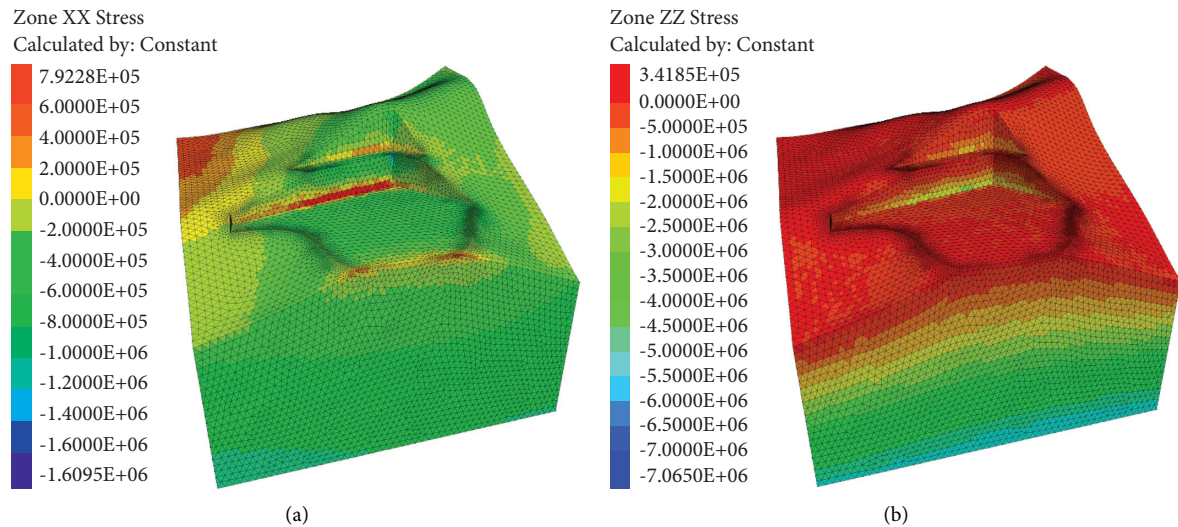 Zone XX Stress
Calculated by: Constant
7.9228E+05
6.0000E+05
4.0000E+05
2.0000E+05
0.0000E+00
-2.0000E+05
-4.0000E+05
-6.0000E+05
-8.0000E+05
-1.0000E+06
-1.2000E+06
-1.4000E+06
-1.6000E+06
-1.6095E+06
(a)
Zone ZZ Stress
Calculated by: Constant
3.4185E+05
0.0000E+00
-5.0000E+05
-1.0000E+06
-1.5000E+06
-2.0000E+06
-2.5000E+06
-3.0000E+06
-3.5000E+06
-4.0000E+06
-4.5000E+06
-5.0000E+06
-5.5000E+06
-6.0000E+06
-6.5000E+06
-7.0000E+06
-7.0650E+06
(b)